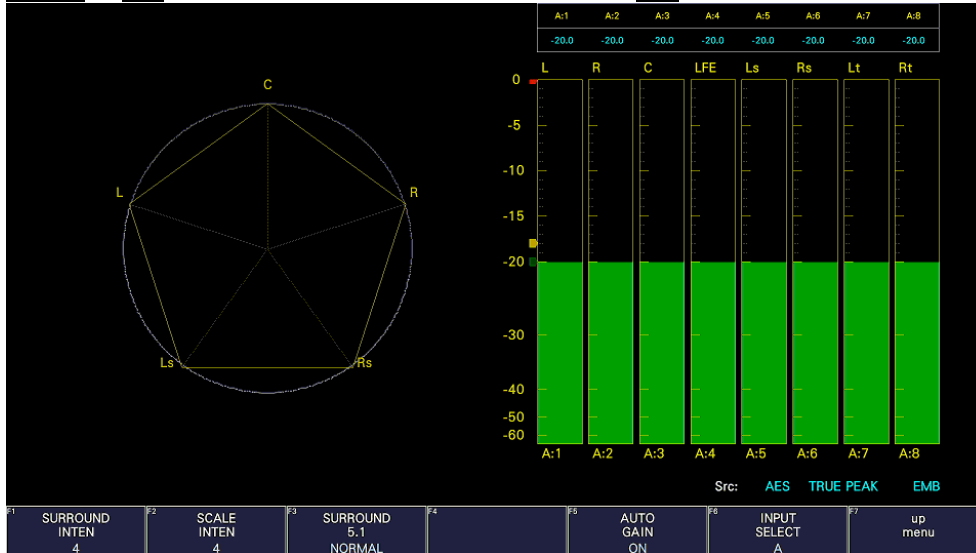 A:1 A:2 A:3 A:4 A:5 A:6 A:7 A:8
-20.0 -20.0 -20.0 -20.0 -20.0 -20.0 -20.0 -20.0
L R C LFE Ls Rs Lt Rt
0
-5
-10
-15
-20
-30
-40
-50
-60
A:1 A:2 A:3 A:4 A:5 A:6 A:7 A:8
C
L
R
Ls
Rs
Src: AES TRUE PEAK EMB
F1 SURROUND
INTEN
4
F2 SCALE
INTEN
4
F3 SURROUND
5.1
NORMAL
F4
F5 AUTO
GAIN
ON
F6 INPUT
SELECT
A
F7 up
menu